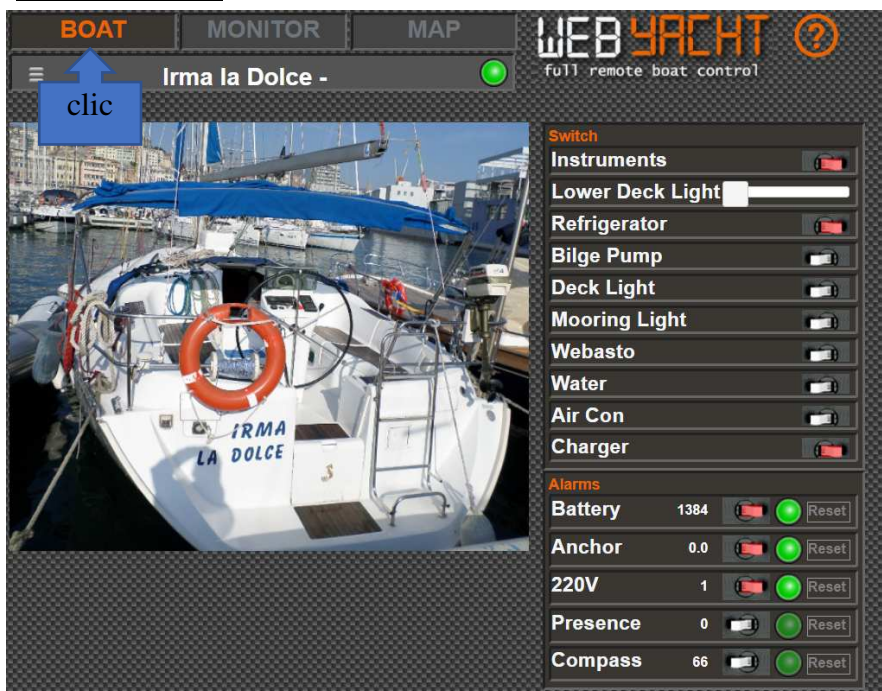 BOAT MONITOR MAP
WEBYACHT ?
full remote boat control
Irma la Dolce -
clic
IRMA
LA DOLCE
Switch
Instruments
Lower Deck Light
Refrigerator
Bilge Pump
Deck Light
Mooring Light
Webasto
Water
Air Con
Charger
Alarms
Battery 1384 Reset
Anchor 0.0 Reset
220V 1 Reset
Presence 0 Reset
Compass 66 Reset